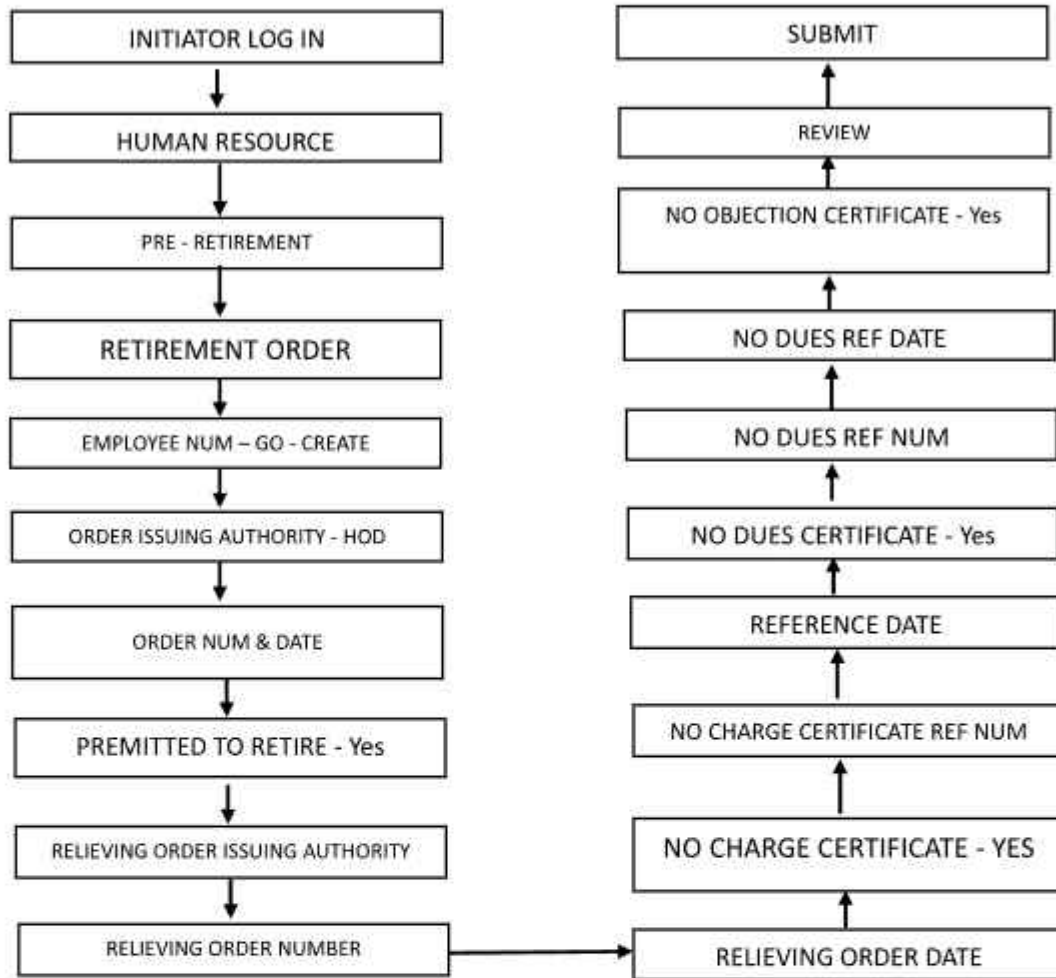 INITIATOR LOG IN
HUMAN RESOURCE
PRE - RETIREMENT
RETIREMENT ORDER
EMPLOYEE NUM – GO - CREATE
ORDER ISSUING AUTHORITY - HOD
ORDER NUM & DATE
PREMITTED TO RETIRE - Yes
RELIEVING ORDER ISSUING AUTHORITY
RELIEVING ORDER NUMBER
RELIEVING ORDER DATE
NO CHARGE CERTIFICATE - YES
NO CHARGE CERTIFICATE REF NUM
REFERENCE DATE
NO DUES CERTIFICATE - Yes
NO DUES REF NUM
NO DUES REF DATE
NO OBJECTION CERTIFICATE - Yes
REVIEW
SUBMIT